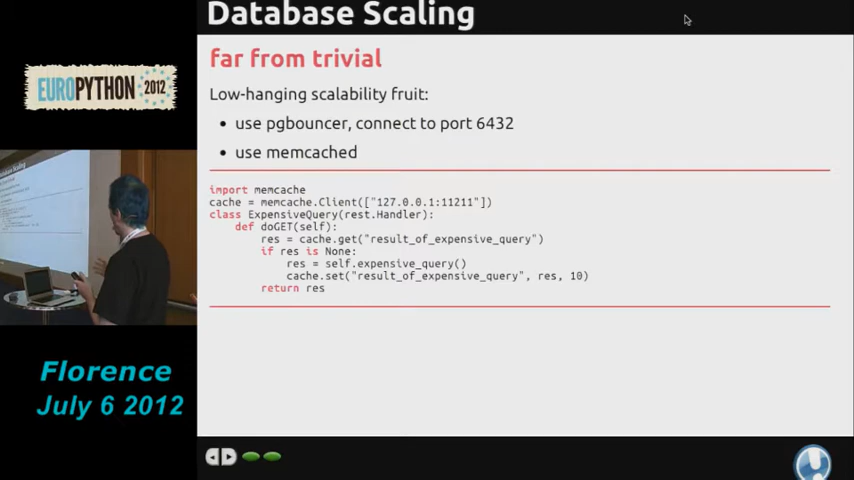 Database Scaling
far from trivial
Low-hanging scalability fruit:
• use pgbouncer, connect to port 6432
• use memcached
import memcache
cache = memcache.Client(["127.0.0.1:11211"])
class ExpensiveQuery(rest.Handler):
def doGET(self):
res = cache.get("result_of_expensive_query")
if res is None:
res = self.expensive_query()
cache.set("result_of_expensive_query", res, 10)
return res
EUROPYTHON 2012
Database Scaling
Florence
July 6 2012